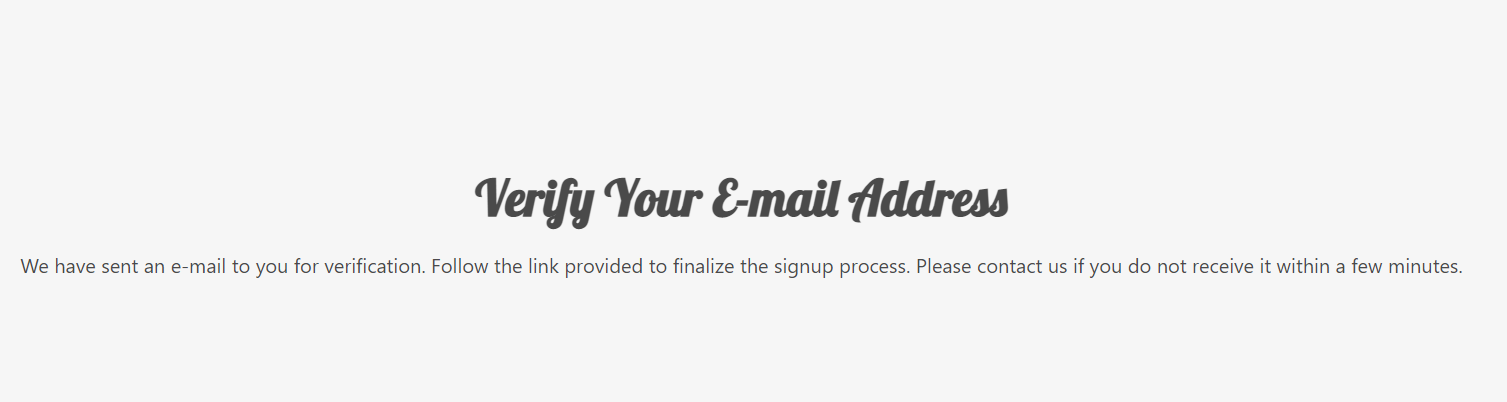 Verify Your E-mail Address
We have sent an e-mail to you for verification. Follow the link provided to finalize the signup process. Please contact us if you do not receive it within a few minutes.